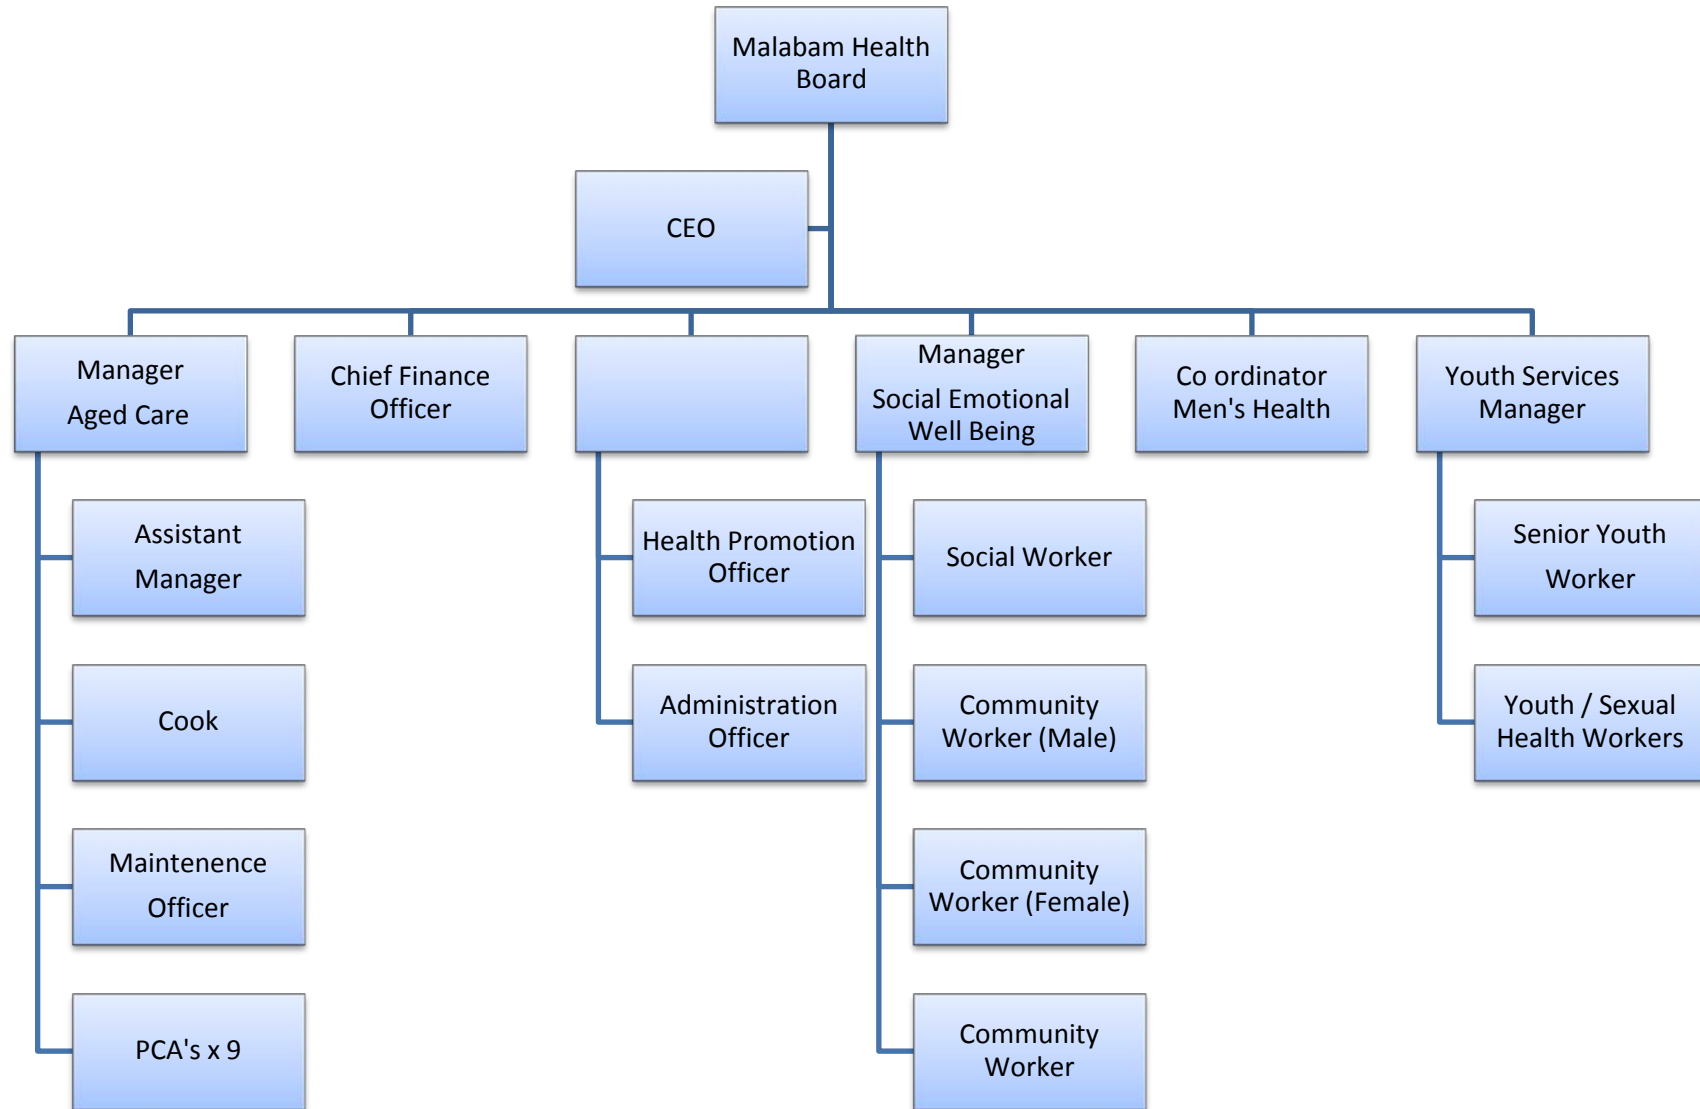 Malabam Health
Board
CEO
Manager
Aged Care
Chief Finance
Officer
Manager
Social Emotional
Well Being
Co ordinator
Men's Health
Youth Services
Manager
Assistant
Manager
Health Promotion
Officer
Social Worker
Senior Youth
Worker
Cook
Administration
Officer
Community
Worker (Male)
Youth / Sexual
Health Workers
Maintenence
Officer
Community
Worker (Female)
PCA's x 9
Community
Worker